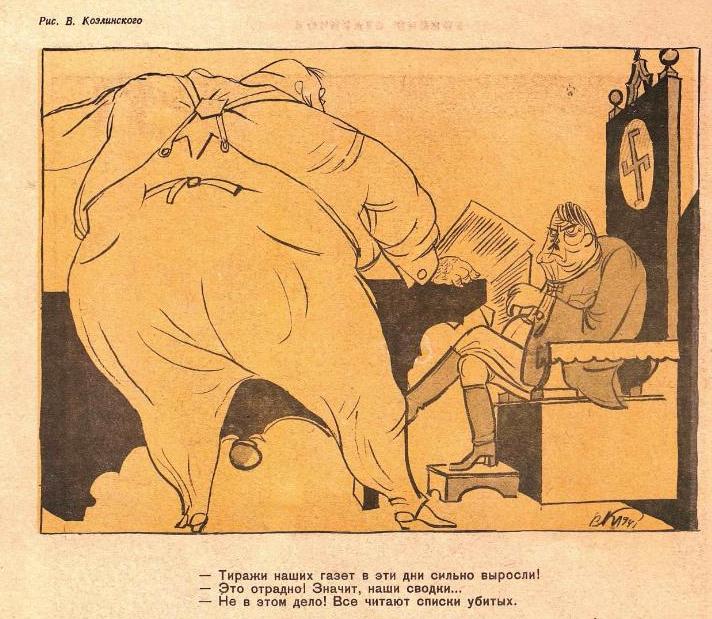 Рис. В. Козлинского
— Тиражи наших газет в эти дни сильно выросли!
— Это отрадно! Значит, наши сводки...
— Не в этом дело! Все читают списки убитых.